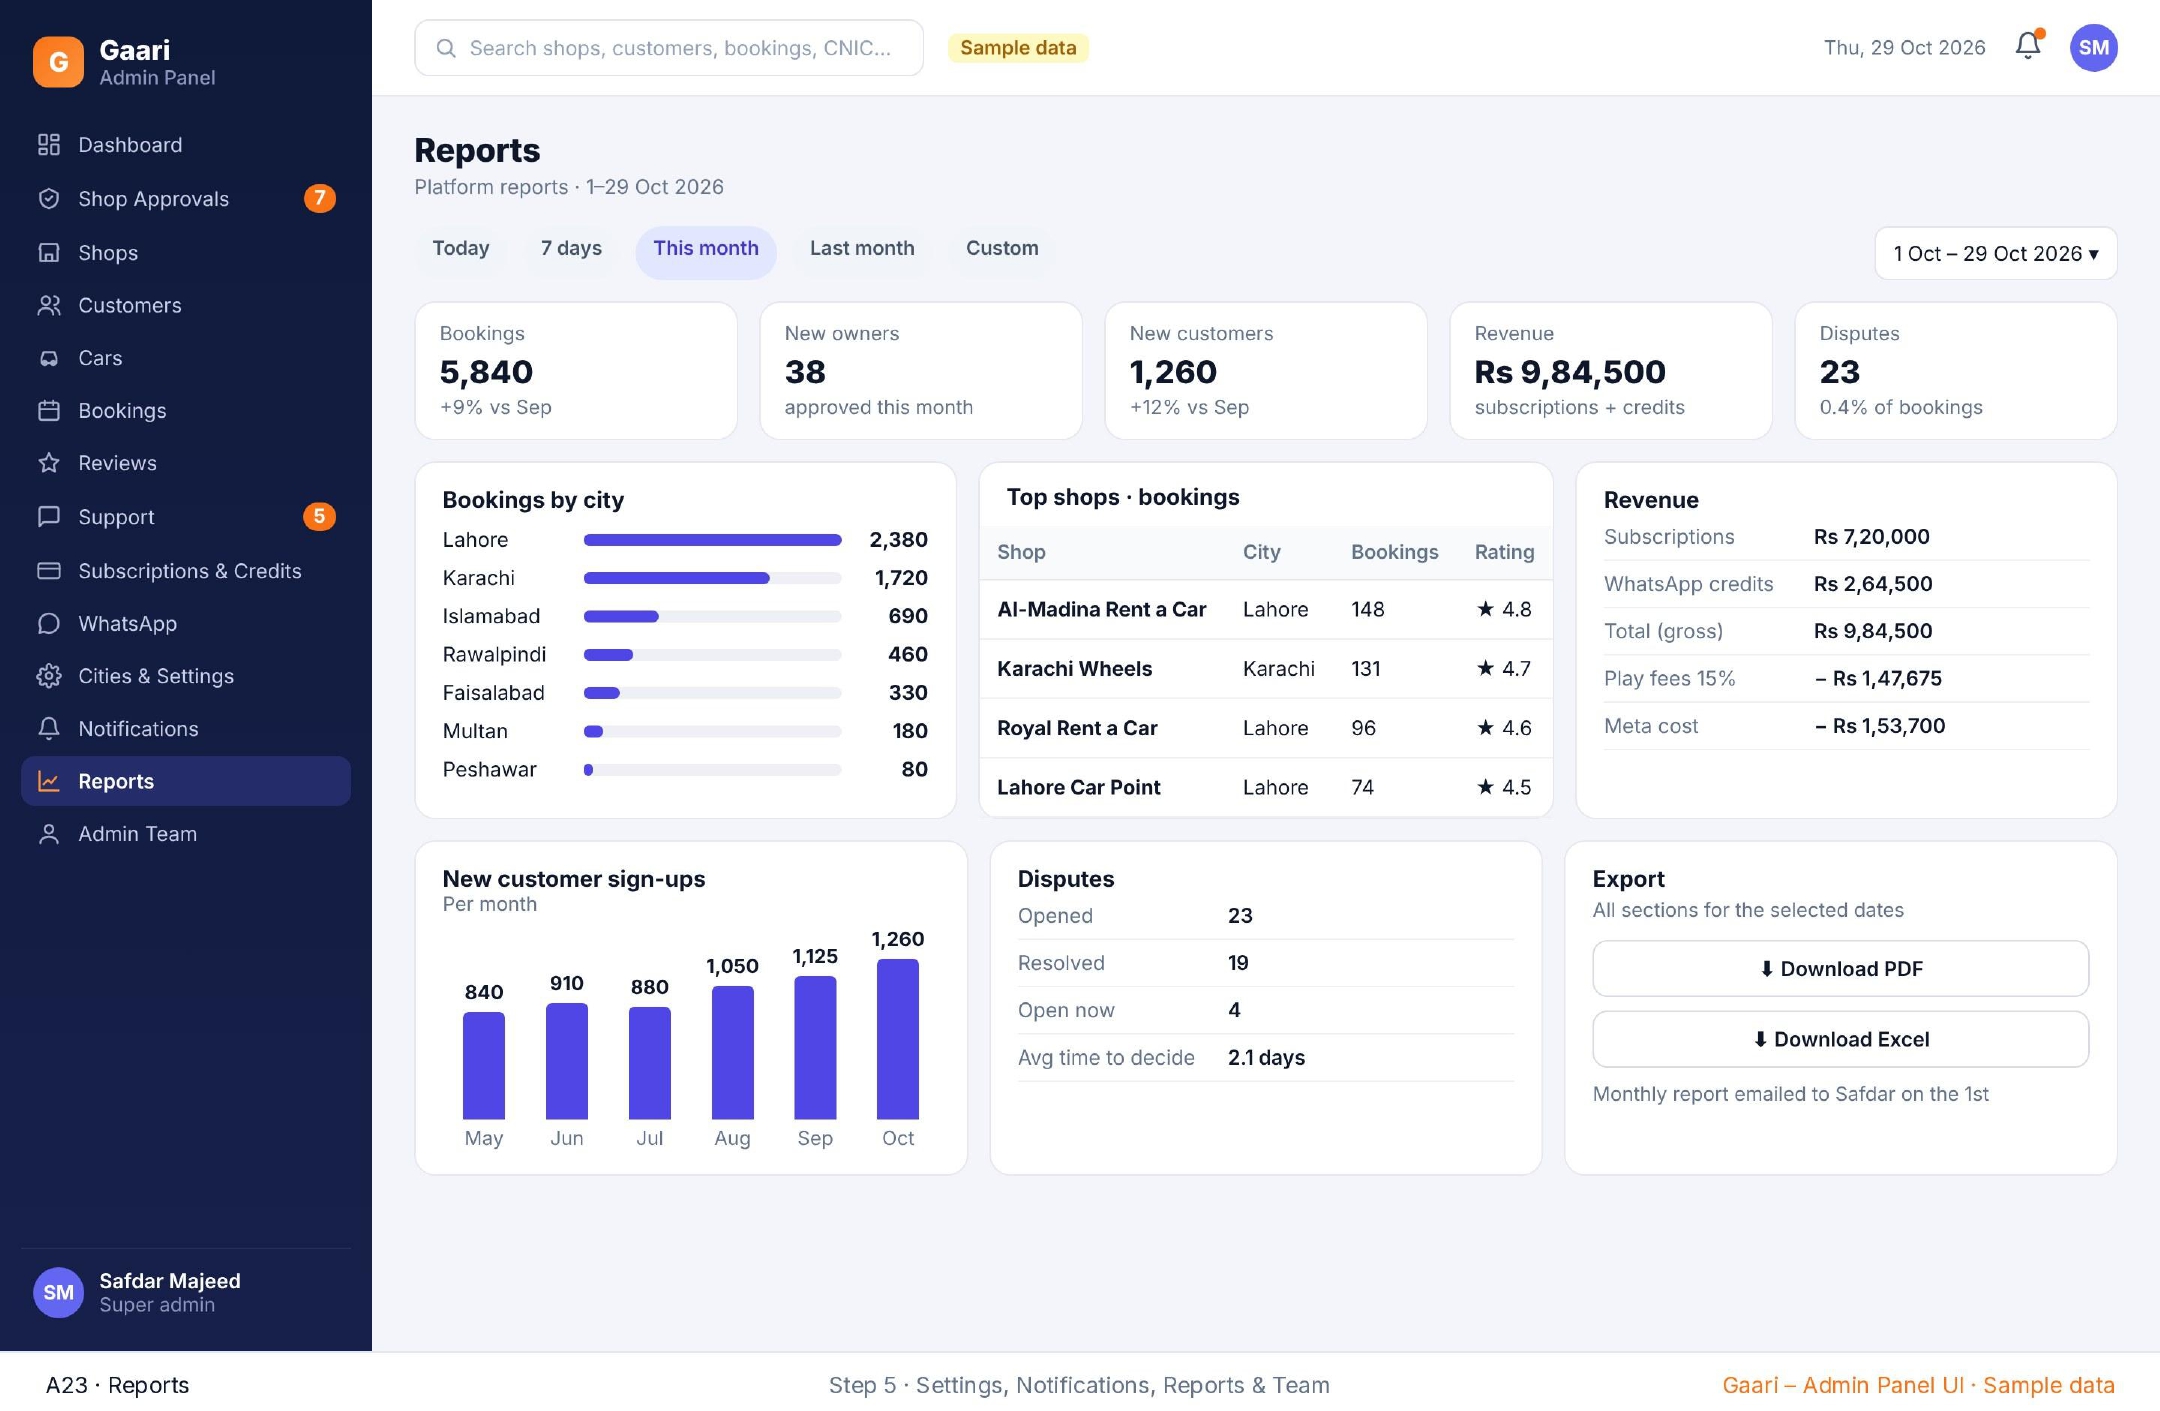 G
Gaari
Admin Panel
Dashboard
Shop Approvals 7
Shops
Customers
Cars
Bookings
Reviews
Support 5
Subscriptions & Credits
WhatsApp
Cities & Settings
Notifications
Reports
Admin Team
SM
Safdar Majeed
Super admin
Search shops, customers, bookings, CNIC...
Sample data
Thu, 29 Oct 2026
SM
Reports
Platform reports · 1–29 Oct 2026
Today 7 days This month Last month Custom
1 Oct – 29 Oct 2026 ▾
Bookings
5,840
+9% vs Sep
New owners
38
approved this month
New customers
1,260
+12% vs Sep
Revenue
Rs 9,84,500
subscriptions + credits
Disputes
23
0.4% of bookings
Bookings by city
Lahore 2,380
Karachi 1,720
Islamabad 690
Rawalpindi 460
Faisalabad 330
Multan 180
Peshawar 80
Top shops · bookings
Shop City Bookings Rating
Al-Madina Rent a Car Lahore 148 ★ 4.8
Karachi Wheels Karachi 131 ★ 4.7
Royal Rent a Car Lahore 96 ★ 4.6
Lahore Car Point Lahore 74 ★ 4.5
Revenue
Subscriptions Rs 7,20,000
WhatsApp credits Rs 2,64,500
Total (gross) Rs 9,84,500
Play fees 15% – Rs 1,47,675
Meta cost – Rs 1,53,700
New customer sign-ups
Per month
840 910 880 1,050 1,125 1,260
May Jun Jul Aug Sep Oct
Disputes
Opened 23
Resolved 19
Open now 4
Avg time to decide 2.1 days
Export
All sections for the selected dates
⬇ Download PDF
⬇ Download Excel
Monthly report emailed to Safdar on the 1st
A23 · Reports
Step 5 · Settings, Notifications, Reports & Team
Gaari – Admin Panel UI · Sample data